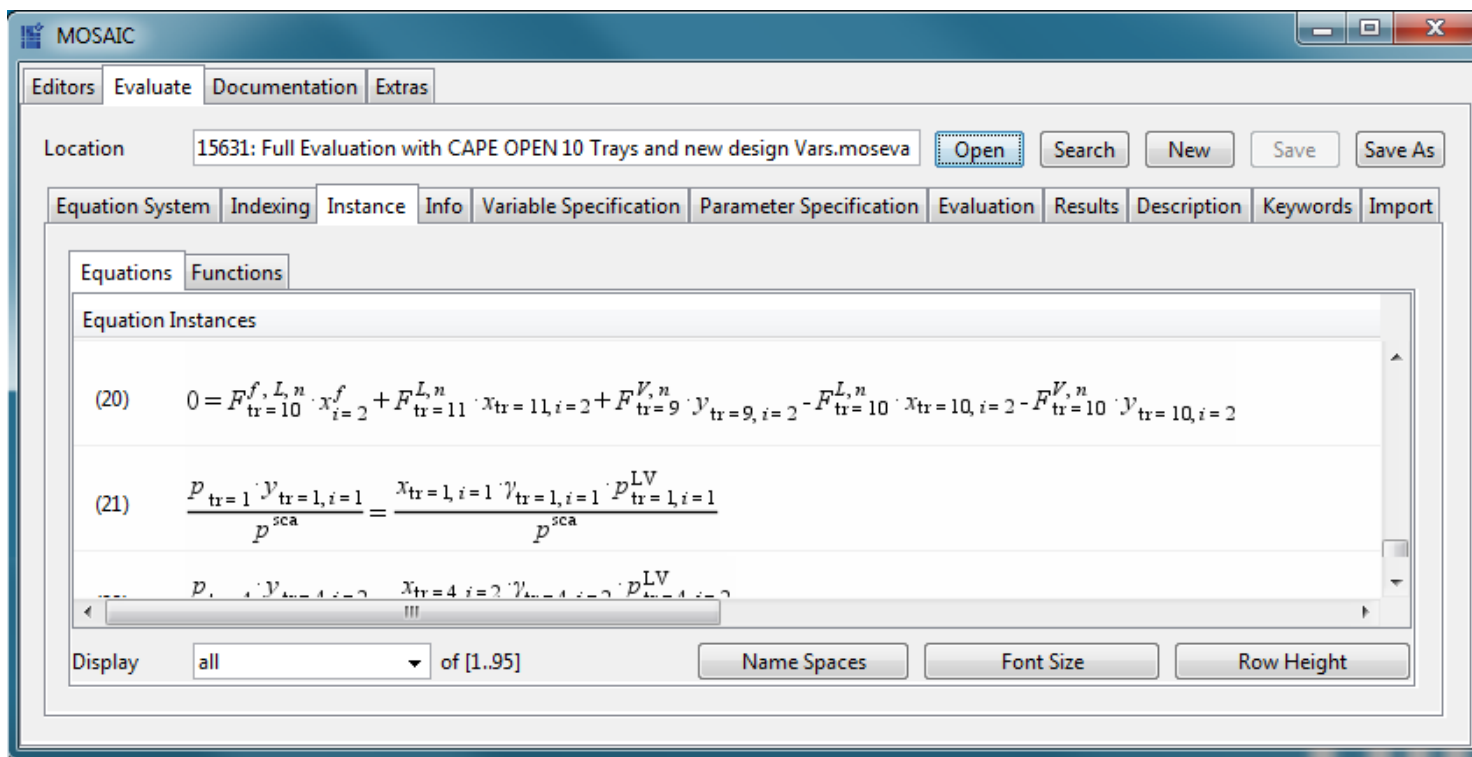 MOSAIC
Editors Evaluate Documentation Extras
Location 15631: Full Evaluation with CAPE OPEN 10 Trays and new design Vars.moseva Open Search New Save Save As
Equation System Indexing Instance Info Variable Specification Parameter Specification Evaluation Results Description Keywords Import
Equations Functions
Equation Instances
(20) 0 = F^{f, L, n}_{tr=10} · x^{f}_{i=2} + F^{L, n}_{tr=11} · x_{tr=11, i=2} + F^{V, n}_{tr=9} · y_{tr=9, i=2} - F^{L, n}_{tr=10} · x_{tr=10, i=2} - F^{V, n}_{tr=10} · y_{tr=10, i=2}
(21) \frac{p_{tr=1} · y_{tr=1, i=1}}{p^{sca}} = \frac{x_{tr=1, i=1} · γ_{tr=1, i=1} · p^{LV}_{tr=1, i=1}}{p^{sca}}
Display all of [1..95] Name Spaces Font Size Row Height